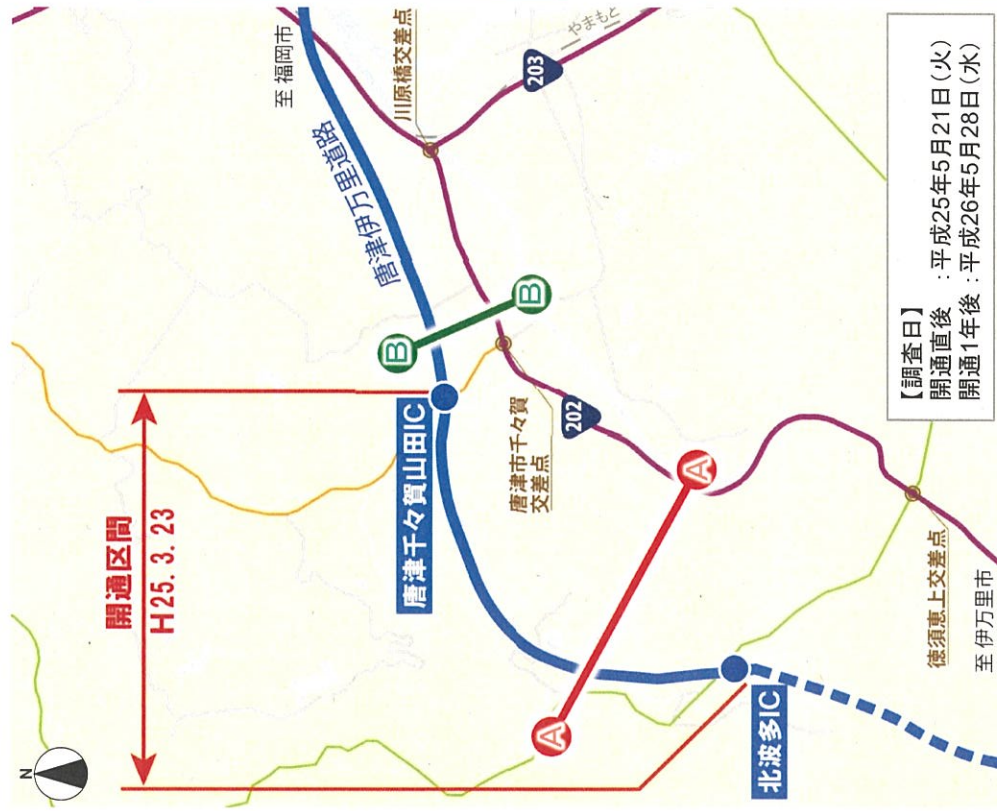 開通区間
H25. 3. 23
N
至 福岡市
川原橋交差点
やまもと
203
唐津伊万里道路
B
B
唐津千々賀山田IC
唐津市千々賀
交差点
202
A
A
北波多IC
徳須恵上交差点
至 伊万里市
【調査日】
開通直後 :平成25年5月21日(火)
開通1年後:平成26年5月28日(水)